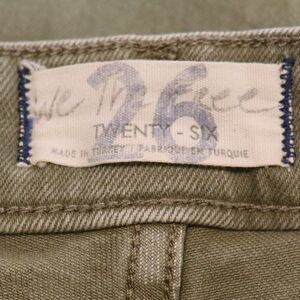 26
We The Free
TWENTY - SIX
MADE IN TURKEY / FABRIQUÉ EN TURQUIE